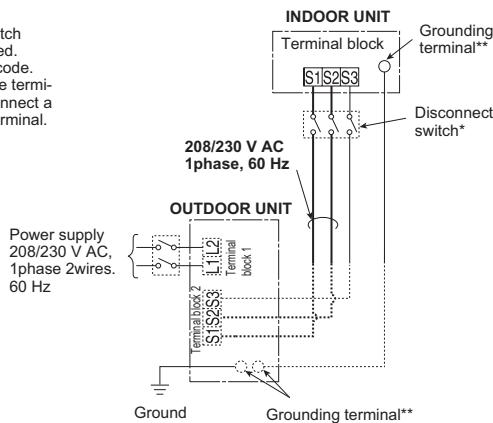 tch
ed.
code.
e termi-
nnect a
erminal.
INDOOR UNIT
Terminal block
Grounding
terminal**
S1 S2 S3
Disconnect
switch*
208/230 V AC
1phase, 60 Hz
OUTDOOR UNIT
Power supply
208/230 V AC,
1phase 2wires.
60 Hz
L1 L2
Terminal
block 1
Terminal block 2
S1 S2 S3
Ground
Grounding terminal**